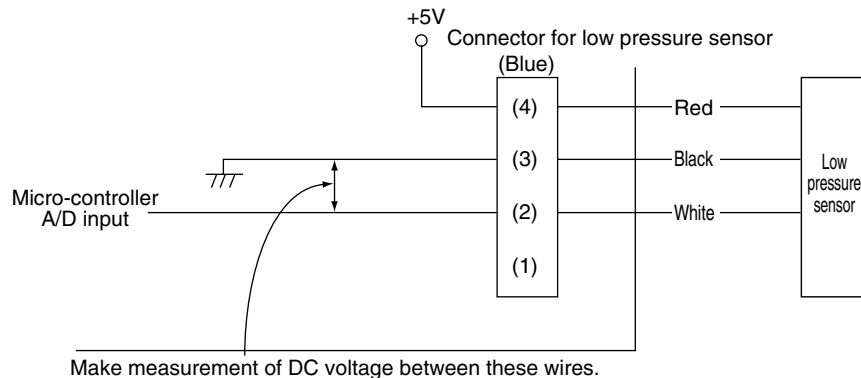 +5V
Connector for low pressure sensor
(Blue)
(4)
Red
(3)
Black
Low
pressure
sensor
Micro-controller
A/D input
(2)
White
(1)
Make measurement of DC voltage between these wires.